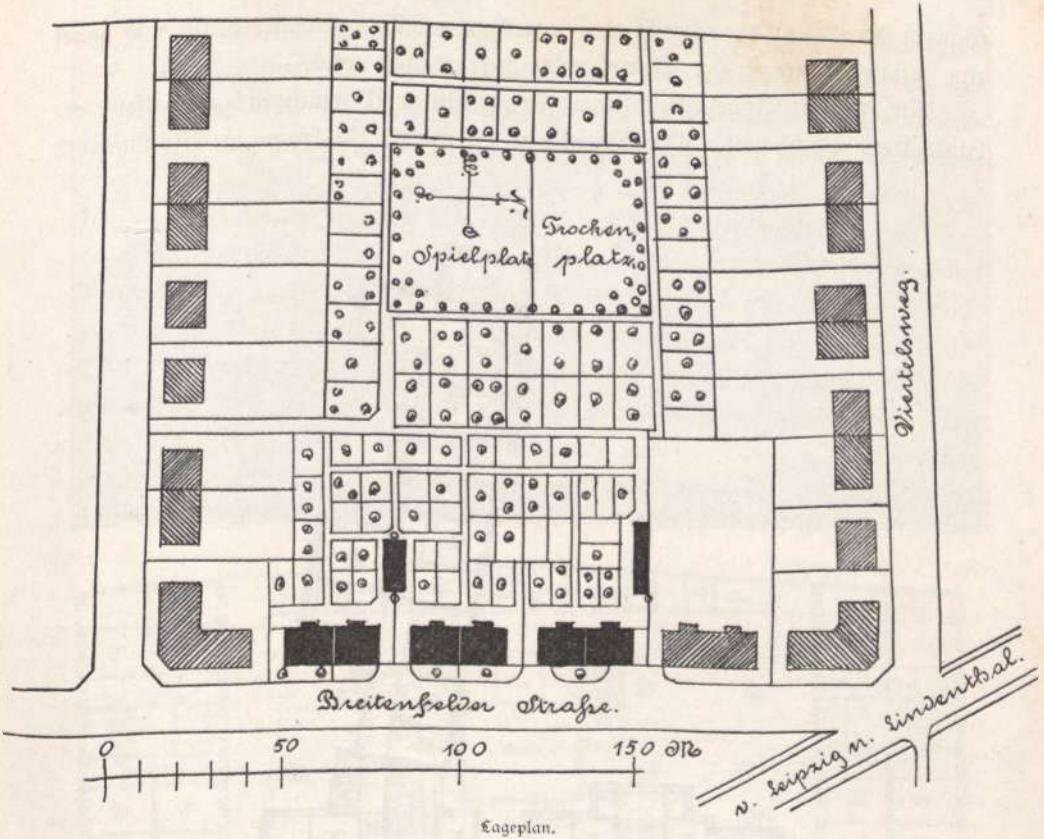 N.
Trocken,
Spielplatz platz.
Viertelsweg.
Breitenfelder Straße.
v. Leipzig n. Lindenthal.
0 50 100 150 M
Lageplan.